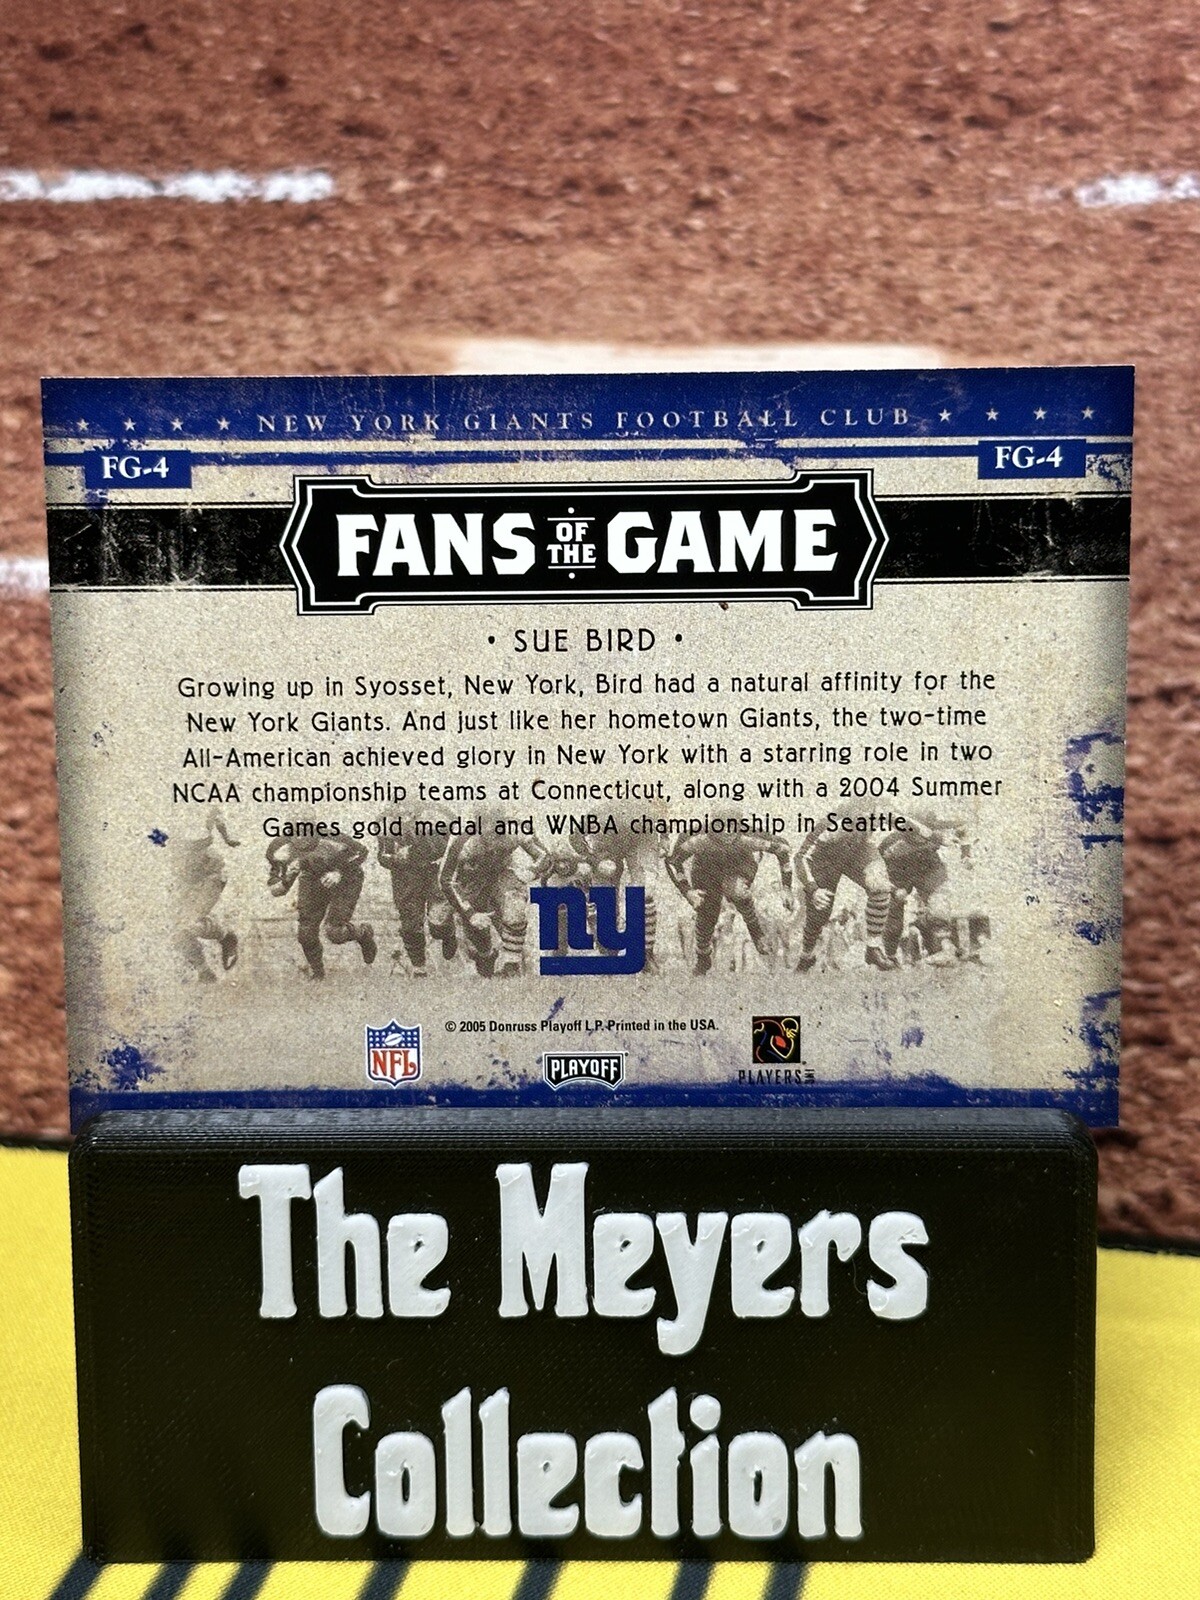 NEW YORK GIANTS FOOTBALL CLUB
FG-4
FG-4
FANS OF THE GAME
• SUE BIRD •
Growing up in Syosset, New York, Bird had a natural affinity for the
New York Giants. And just like her hometown Giants, the two-time
All-American achieved glory in New York with a starring role in two
NCAA championship teams at Connecticut, along with a 2004 Summer
Games gold medal and WNBA championship in Seattle.
ny
© 2005 Donruss Playoff L.P. Printed in the USA.
NFL
PLAYOFF
PLAYERS INC
The Meyers
Collection